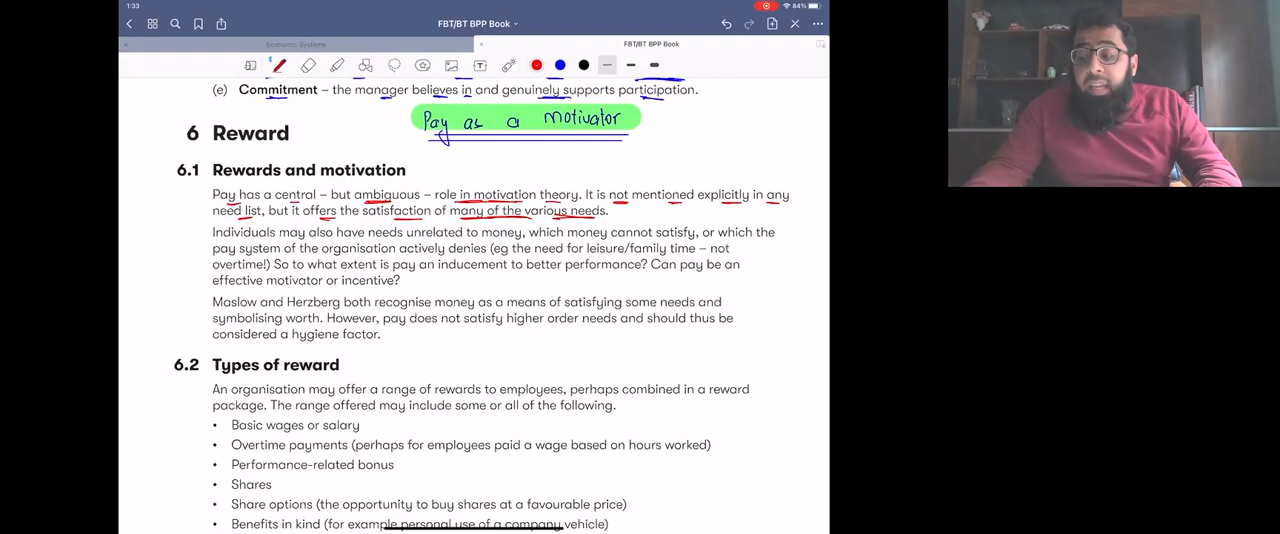 1:33
84%
FBT/BT BPP Book
Economic Systems
FBT/BT BPP Book
(e) Commitment – the manager believes in and genuinely supports participation.
Pay as a motivator
6 Reward
6.1 Rewards and motivation
Pay has a central – but ambiguous – role in motivation theory. It is not mentioned explicitly in any
need list, but it offers the satisfaction of many of the various needs.
Individuals may also have needs unrelated to money, which money cannot satisfy, or which the
pay system of the organisation actively denies (eg the need for leisure/family time – not
overtime!) So to what extent is pay an inducement to better performance? Can pay be an
effective motivator or incentive?
Maslow and Herzberg both recognise money as a means of satisfying some needs and
symbolising worth. However, pay does not satisfy higher order needs and should thus be
considered a hygiene factor.
6.2 Types of reward
An organisation may offer a range of rewards to employees, perhaps combined in a reward
package. The range offered may include some or all of the following.
• Basic wages or salary
• Overtime payments (perhaps for employees paid a wage based on hours worked)
• Performance-related bonus
• Shares
• Share options (the opportunity to buy shares at a favourable price)
• Benefits in kind (for example personal use of a company vehicle)